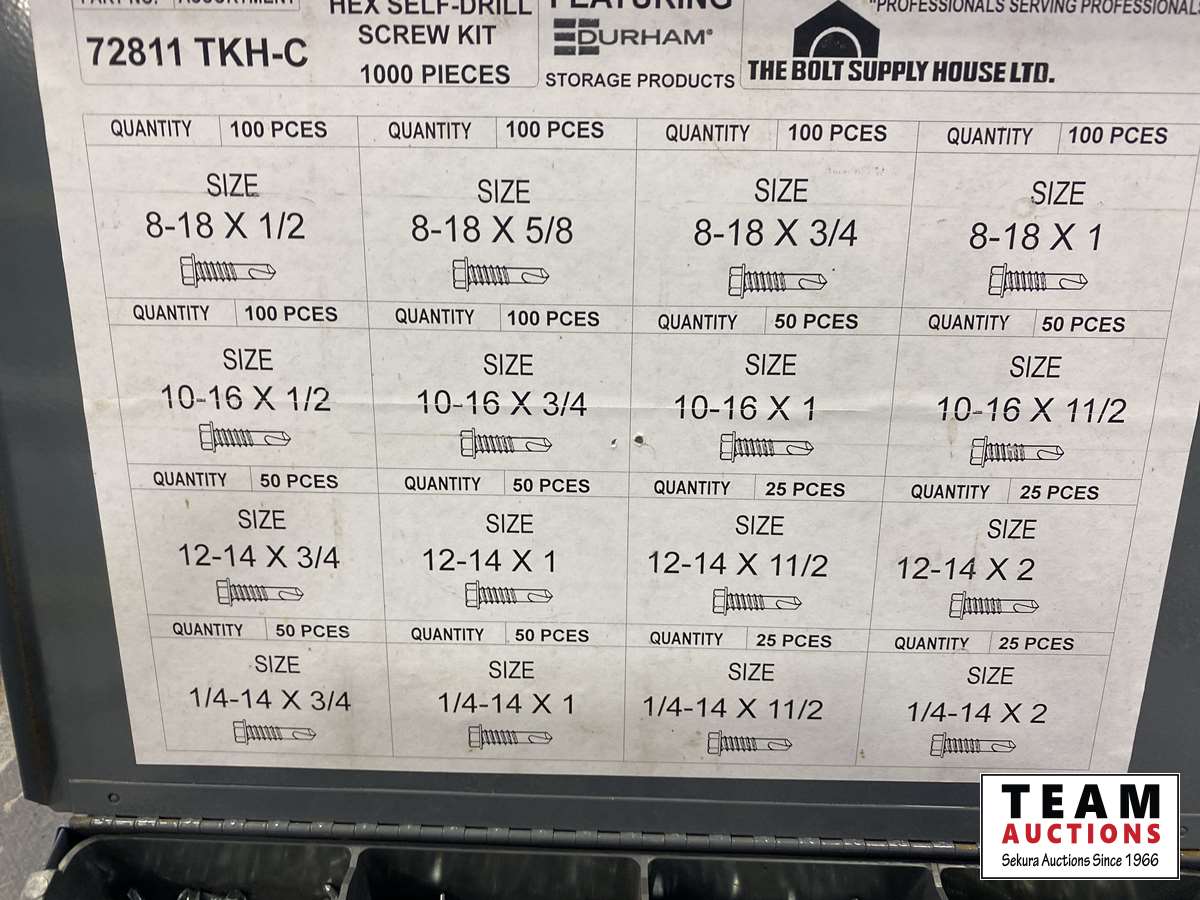 PART NO. ASSORTMENT
72811 TKH-C
HEX SELF-DRILL
SCREW KIT
1000 PIECES
FEATURING
DURHAM®
STORAGE PRODUCTS
"PROFESSIONALS SERVING PROFESSIONALS
THE BOLT SUPPLY HOUSE LTD.
QUANTITY 100 PCES QUANTITY 100 PCES QUANTITY 100 PCES QUANTITY 100 PCES
SIZE SIZE SIZE SIZE
8-18 X 1/2 8-18 X 5/8 8-18 X 3/4 8-18 X 1
QUANTITY 100 PCES QUANTITY 100 PCES QUANTITY 50 PCES QUANTITY 50 PCES
SIZE SIZE SIZE SIZE
10-16 X 1/2 10-16 X 3/4 10-16 X 1 10-16 X 11/2
QUANTITY 50 PCES QUANTITY 50 PCES QUANTITY 25 PCES QUANTITY 25 PCES
SIZE SIZE SIZE SIZE
12-14 X 3/4 12-14 X 1 12-14 X 11/2 12-14 X 2
QUANTITY 50 PCES QUANTITY 50 PCES QUANTITY 25 PCES QUANTITY 25 PCES
SIZE SIZE SIZE SIZE
1/4-14 X 3/4 1/4-14 X 1 1/4-14 X 11/2 1/4-14 X 2
TEAM
AUCTIONS
Sekura Auctions Since 1966